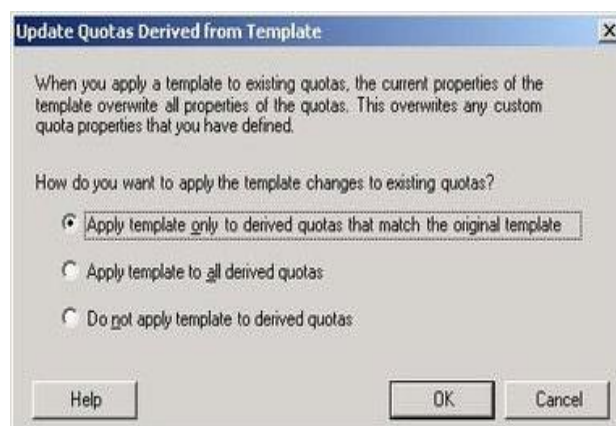 Update Quotas Derived from Template
When you apply a template to existing quotas, the current properties of the
template overwrite all properties of the quotas. This overwrites any custom
quota properties that you have defined.
How do you want to apply the template changes to existing quotas?
Apply template only to derived quotas that match the original template
Apply template to all derived quotas
Do not apply template to derived quotas
Help OK Cancel